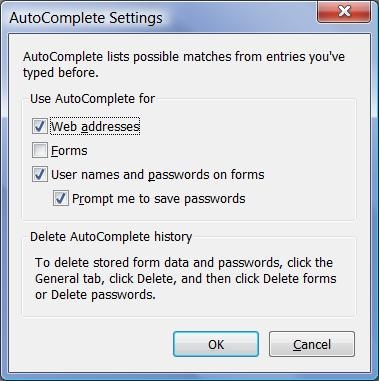 AutoComplete Settings
AutoComplete lists possible matches from entries you've
typed before.
Use AutoComplete for
Web addresses
Forms
User names and passwords on forms
Prompt me to save passwords
Delete AutoComplete history
To delete stored form data and passwords, click the
General tab, click Delete, and then click Delete forms
or Delete passwords.
OK
Cancel